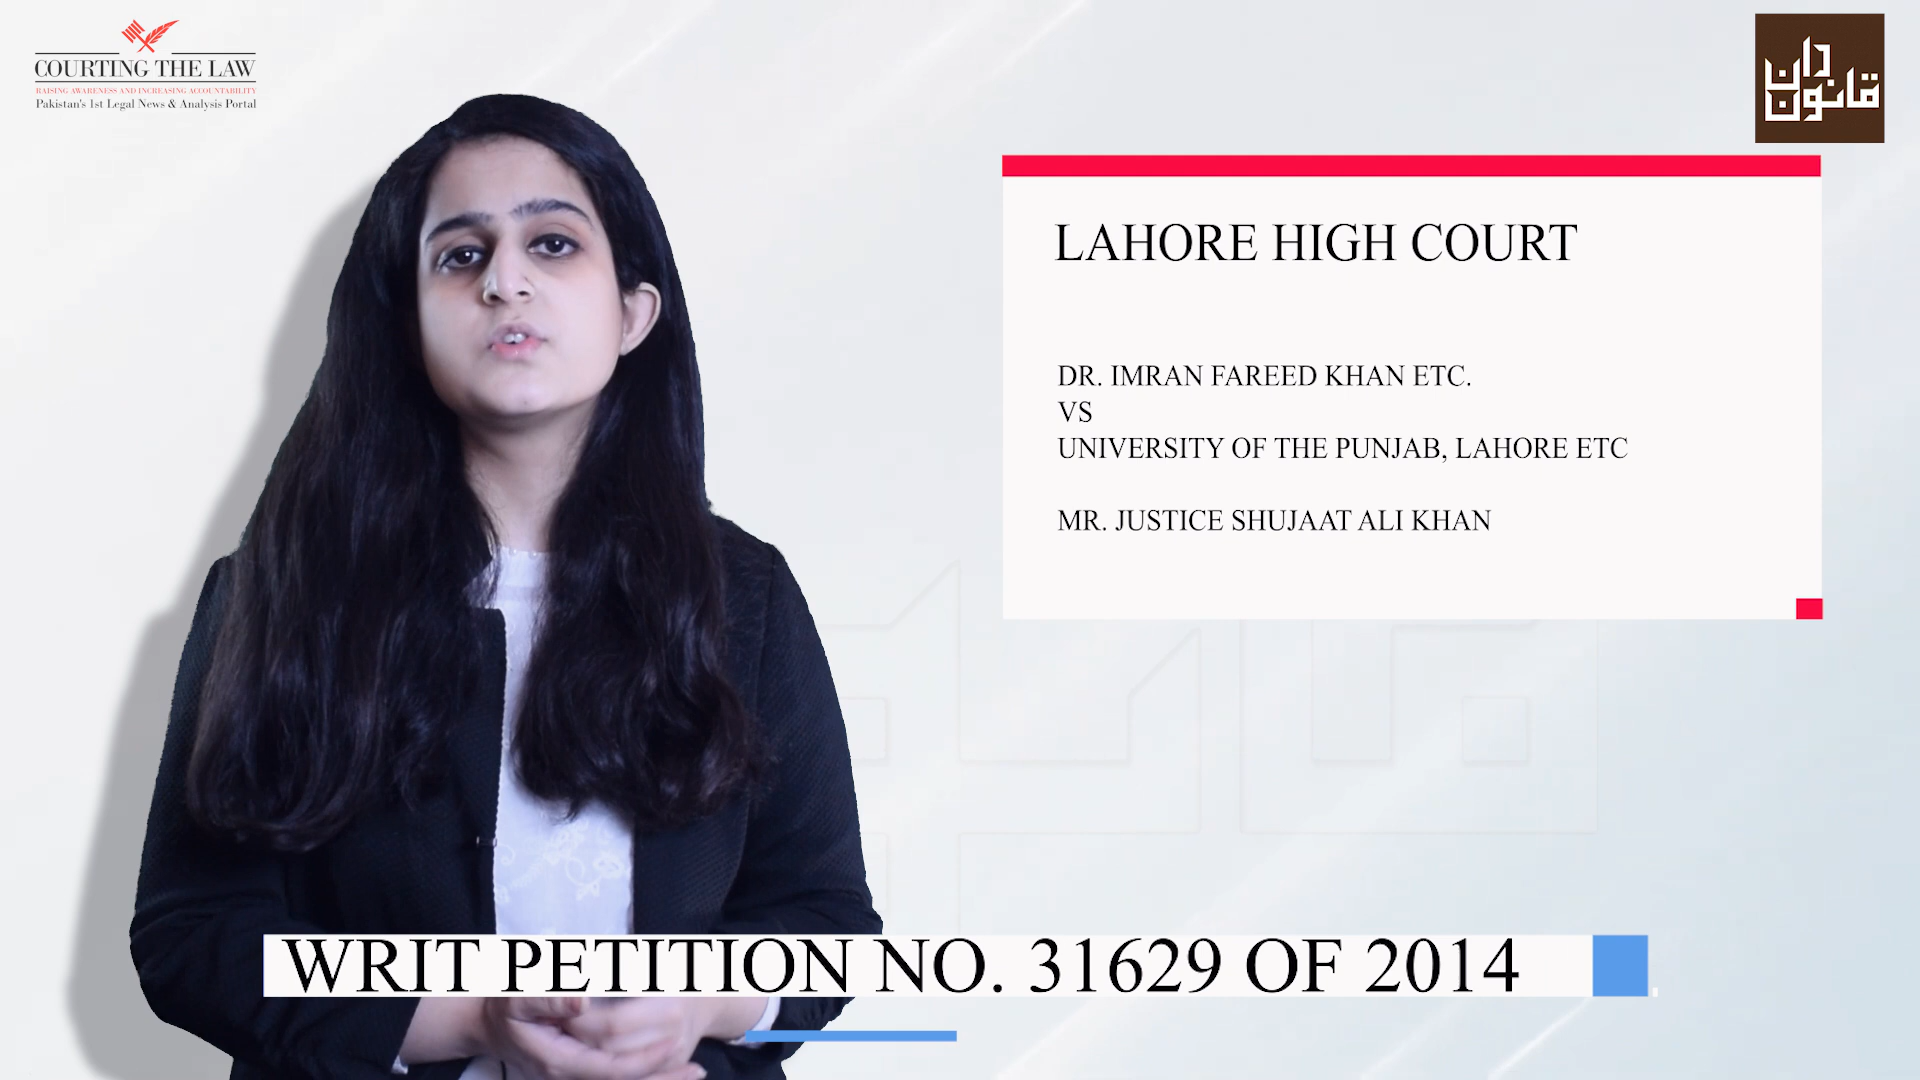 COURTING THE LAW
RAISING AWARENESS AND INCREASING ACCOUNTABILITY
Pakistan's 1st Legal News & Analysis Portal
قانون دان
LAHORE HIGH COURT
DR. IMRAN FAREED KHAN ETC.
VS
UNIVERSITY OF THE PUNJAB, LAHORE ETC
MR. JUSTICE SHUJAAT ALI KHAN
WRIT PETITION NO. 31629 OF 2014